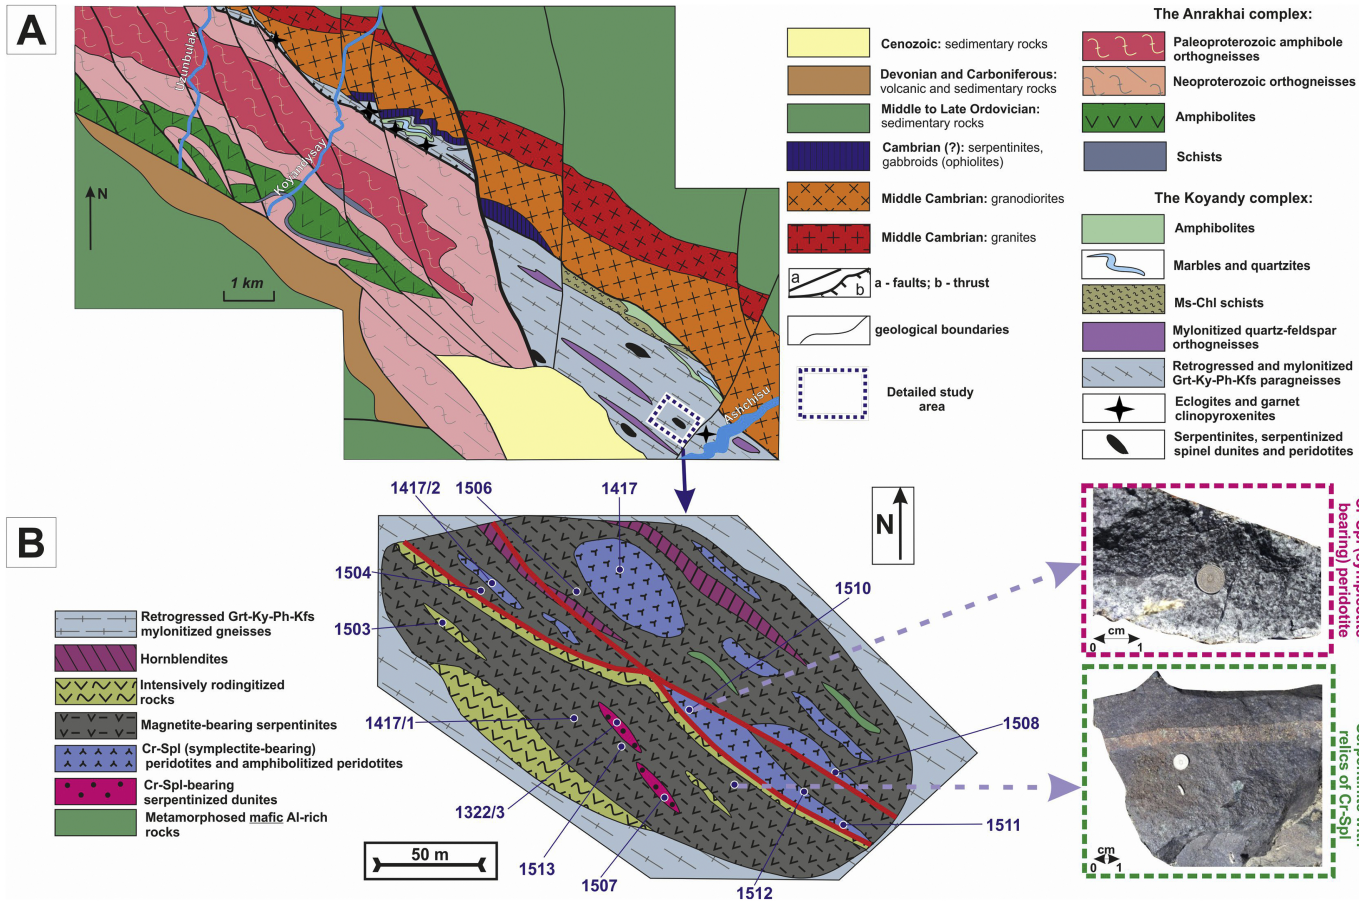 A
Uzunbulak
Koyandysay
N
1 km
Ashchisu
Cenozoic: sedimentary rocks
Devonian and Carboniferous:
volcanic and sedimentary rocks
Middle to Late Ordovician:
sedimentary rocks
Cambrian (?): serpentinites,
gabbroids (ophiolites)
Middle Cambrian: granodiorites
Middle Cambrian: granites
a
b
a - faults; b - thrust
geological boundaries
Detailed study
area
The Anrakhai complex:
Paleoproterozoic amphibole
orthogneisses
Neoproterozoic orthogneisses
Amphibolites
Schists
The Koyandy complex:
Amphibolites
Marbles and quartzites
Ms-Chl schists
Mylonitized quartz-feldspar
orthogneisses
Retrogressed and mylonitized
Grt-Ky-Ph-Kfs paragneisses
Eclogites and garnet
clinopyroxenites
Serpentinites, serpentinized
spinel dunites and peridotites
B
Retrogressed Grt-Ky-Ph-Kfs
mylonitized gneisses
Hornblendites
Intensively rodingitized
rocks
Magnetite-bearing serpentinites
Cr-Spl (symplectite-bearing)
peridotites and amphibolitized peridotites
Cr-Spl-bearing
serpentinized dunites
Metamorphosed mafic Al-rich
rocks
1417/2
1506
1417
N
1504
1510
1503
1417/1
1508
1322/3
1511
1513
1507
1512
50 m
bearing) peridotite
cm
0 1
relics of Cr-Spl
cm
0 1